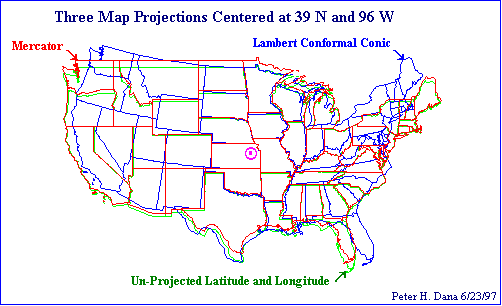 Three Map Projections Centered at 39 N and 96 W
Mercator
Lambert Conformal Conic
Un-Projected Latitude and Longitude
Peter H. Dana 6/23/97